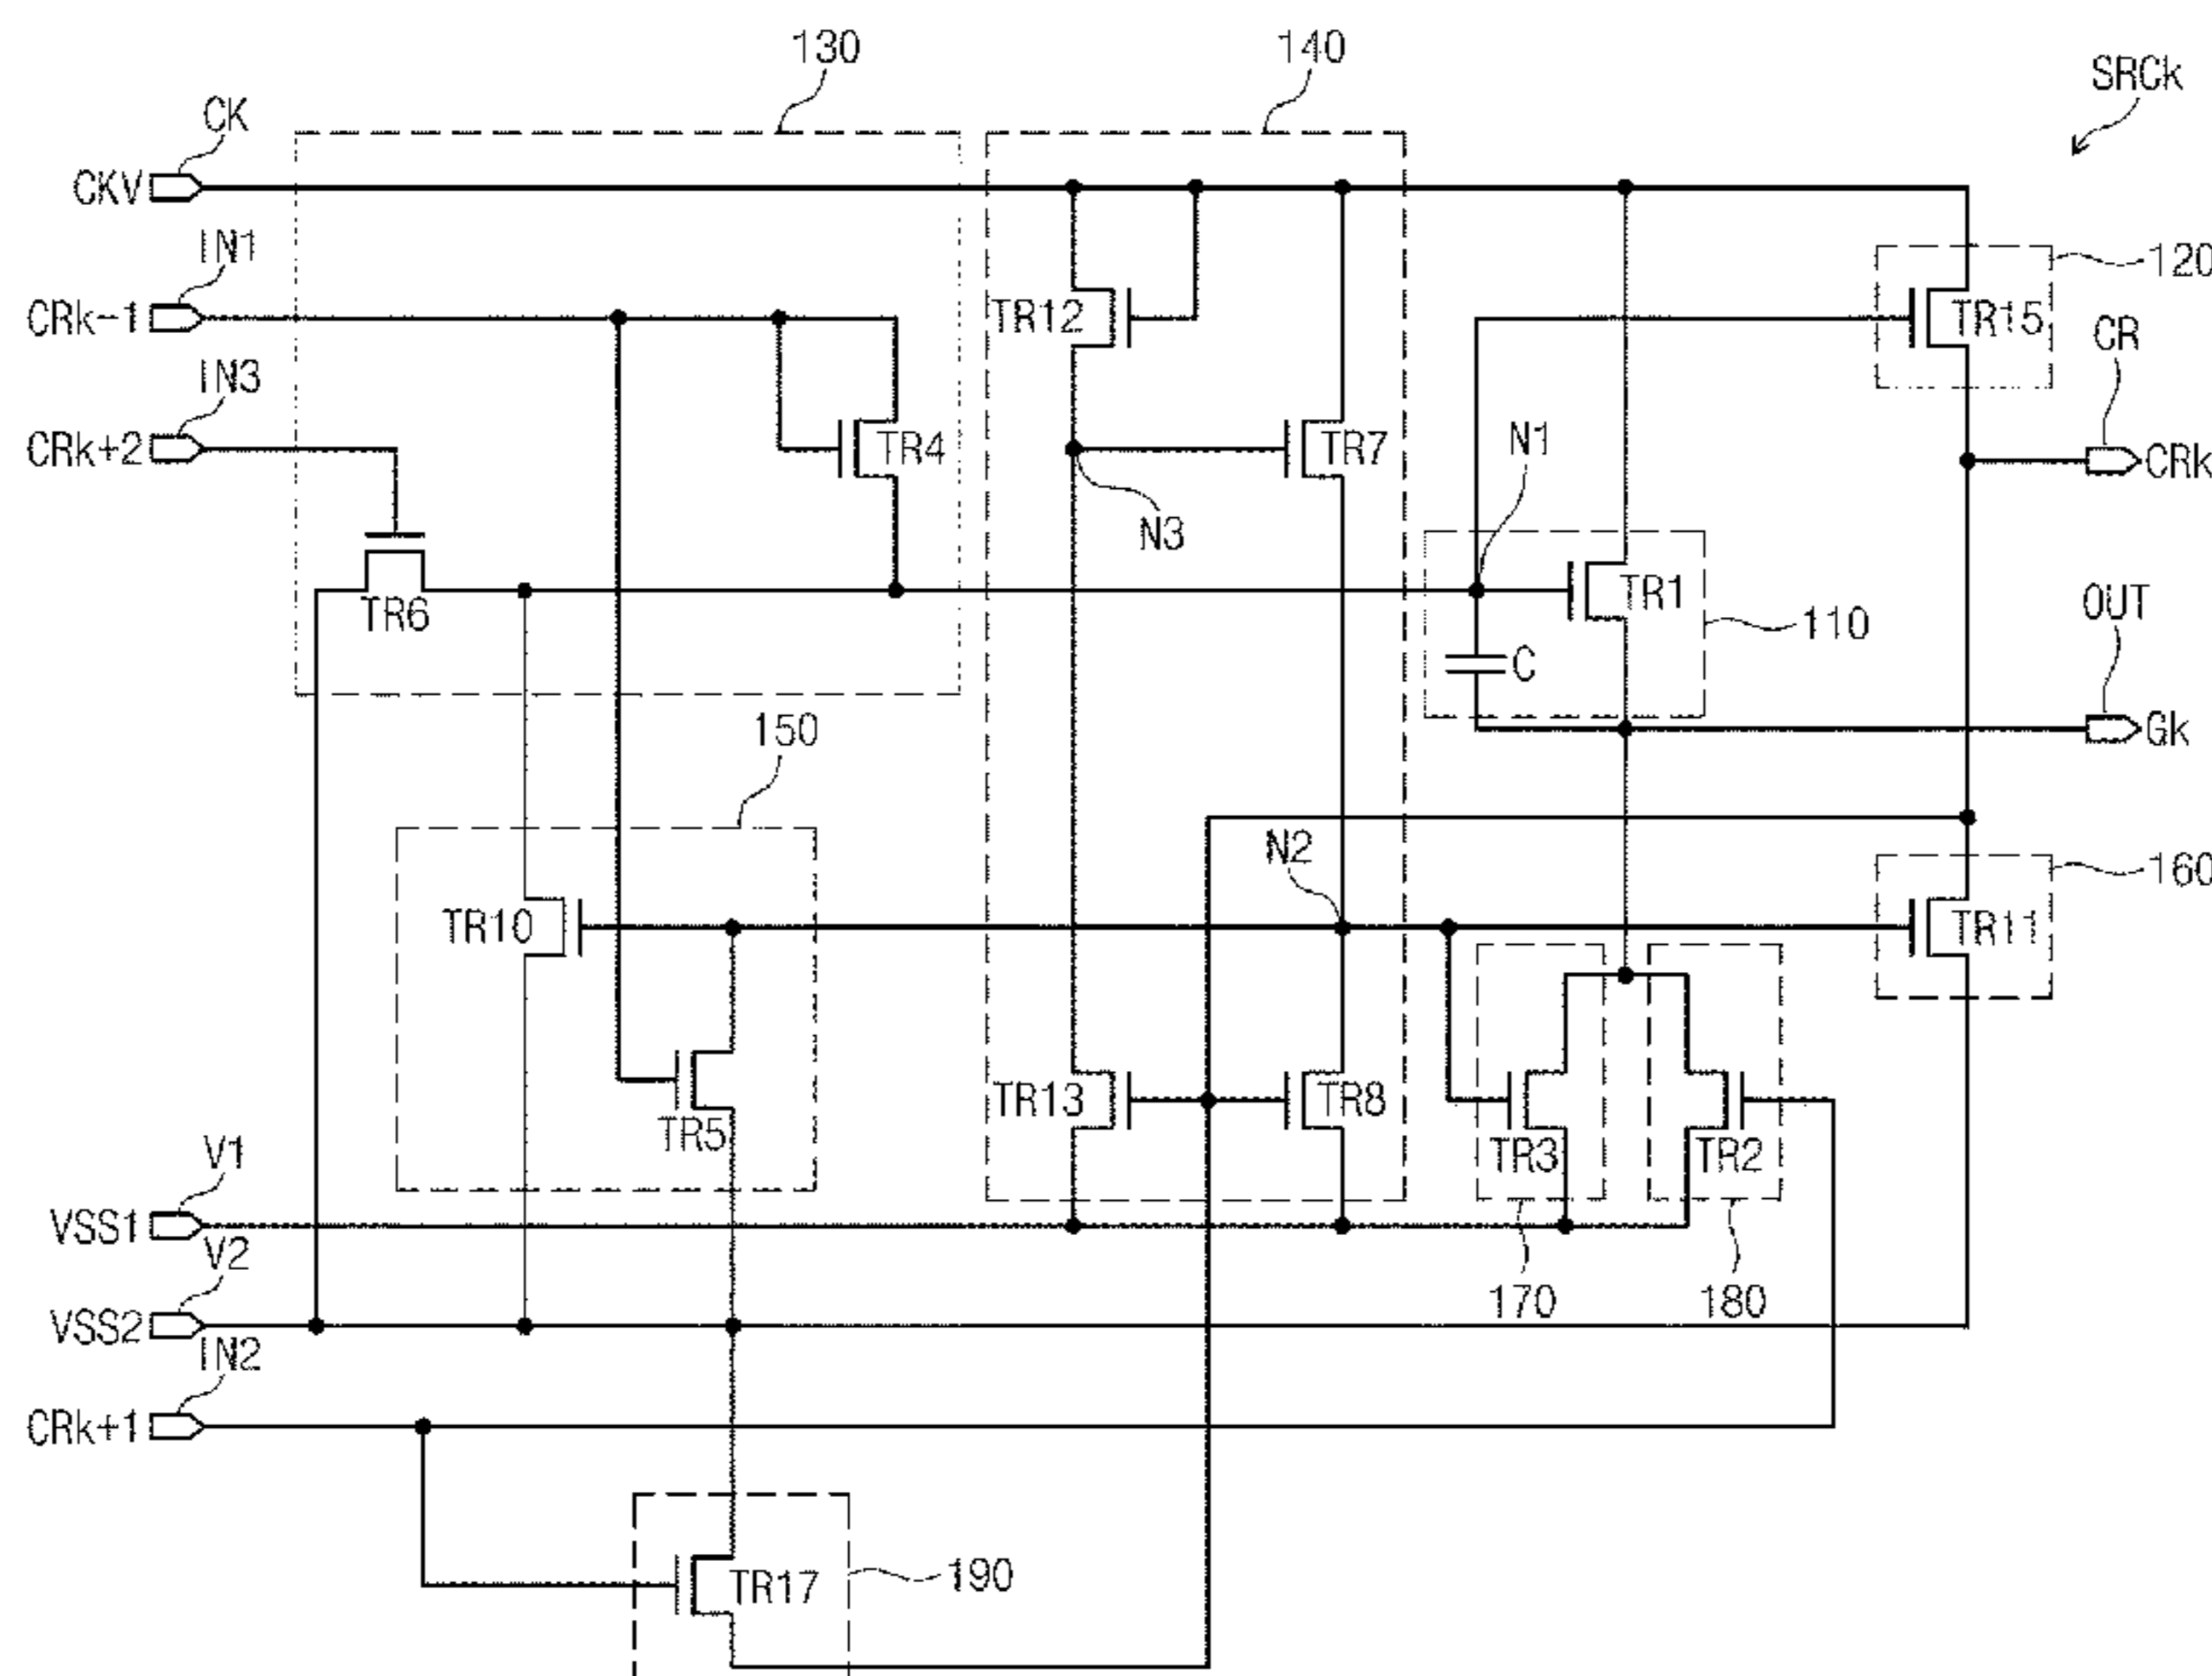 130
140
SRCk
CK
CKV
IN1
120
CRk-1
TR12
TR15
CR
IN3
CRk+2
TR4
TR7
N1
CRk
N3
TR6
TR1
110
OUT
C
150
Gk
N2
160
TR10
TR11
TR13
TR8
TR5
TR3
TR2
V1
VSS1
V2
170
180
VSS2
IN2
CRk+1
TR17
190